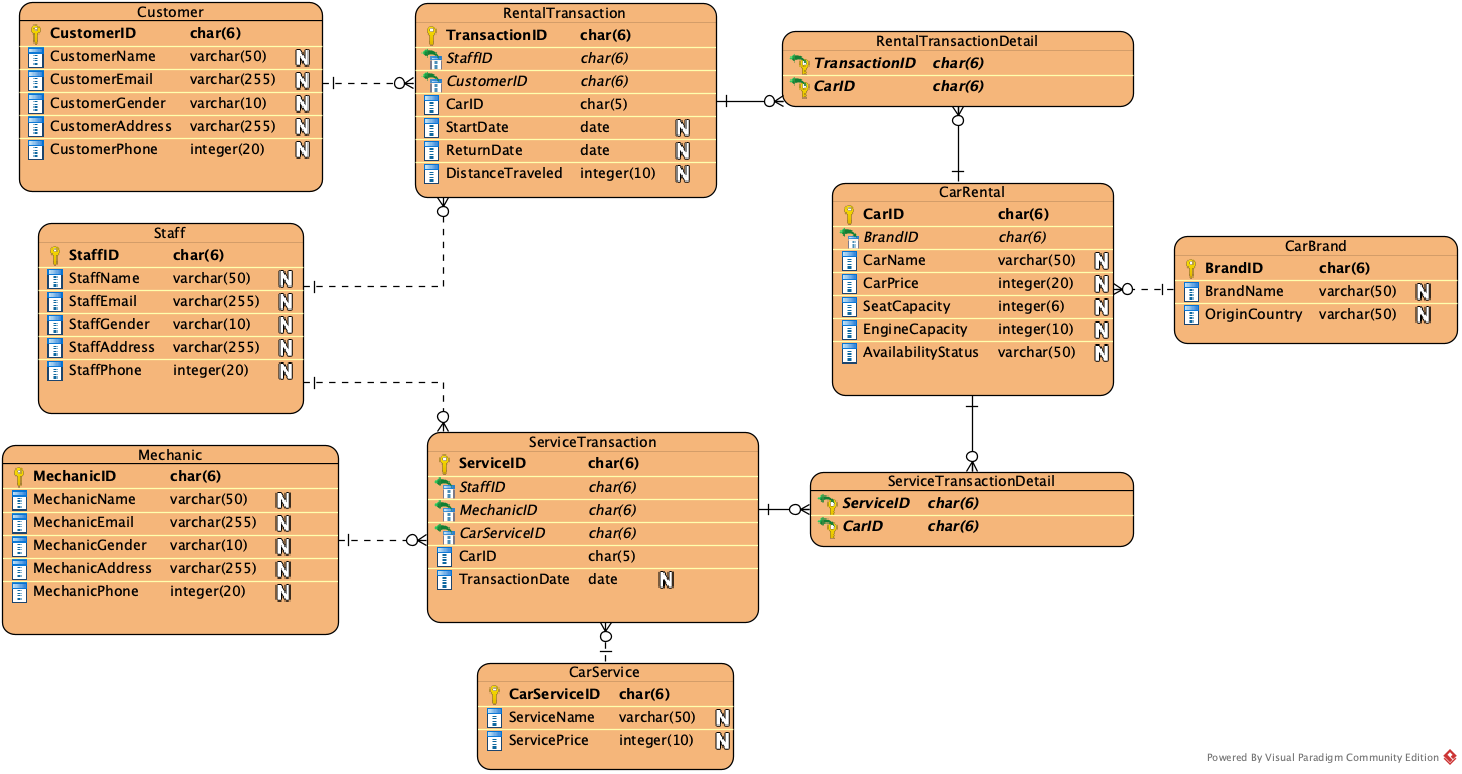 Customer
CustomerID char(6)
CustomerName varchar(50) N
CustomerEmail varchar(255) N
CustomerGender varchar(10) N
CustomerAddress varchar(255) N
CustomerPhone integer(20) N
RentalTransaction
TransactionID char(6)
StaffID char(6)
CustomerID char(6)
CarID char(5)
StartDate date N
ReturnDate date N
DistanceTraveled integer(10) N
RentalTransactionDetail
TransactionID char(6)
CarID char(6)
Staff
StaffID char(6)
StaffName varchar(50) N
StaffEmail varchar(255) N
StaffGender varchar(10) N
StaffAddress varchar(255) N
StaffPhone integer(20) N
CarRental
CarID char(6)
BrandID char(6)
CarName varchar(50) N
CarPrice integer(20) N
SeatCapacity integer(6) N
EngineCapacity integer(10) N
AvailabilityStatus varchar(50) N
CarBrand
BrandID char(6)
BrandName varchar(50) N
OriginCountry varchar(50) N
Mechanic
MechanicID char(6)
MechanicName varchar(50) N
MechanicEmail varchar(255) N
MechanicGender varchar(10) N
MechanicAddress varchar(255) N
MechanicPhone integer(20) N
ServiceTransaction
ServiceID char(6)
StaffID char(6)
MechanicID char(6)
CarServiceID char(6)
CarID char(5)
TransactionDate date N
ServiceTransactionDetail
ServiceID char(6)
CarID char(6)
CarService
CarServiceID char(6)
ServiceName varchar(50) N
ServicePrice integer(10) N
Powered By Visual Paradigm Community Edition